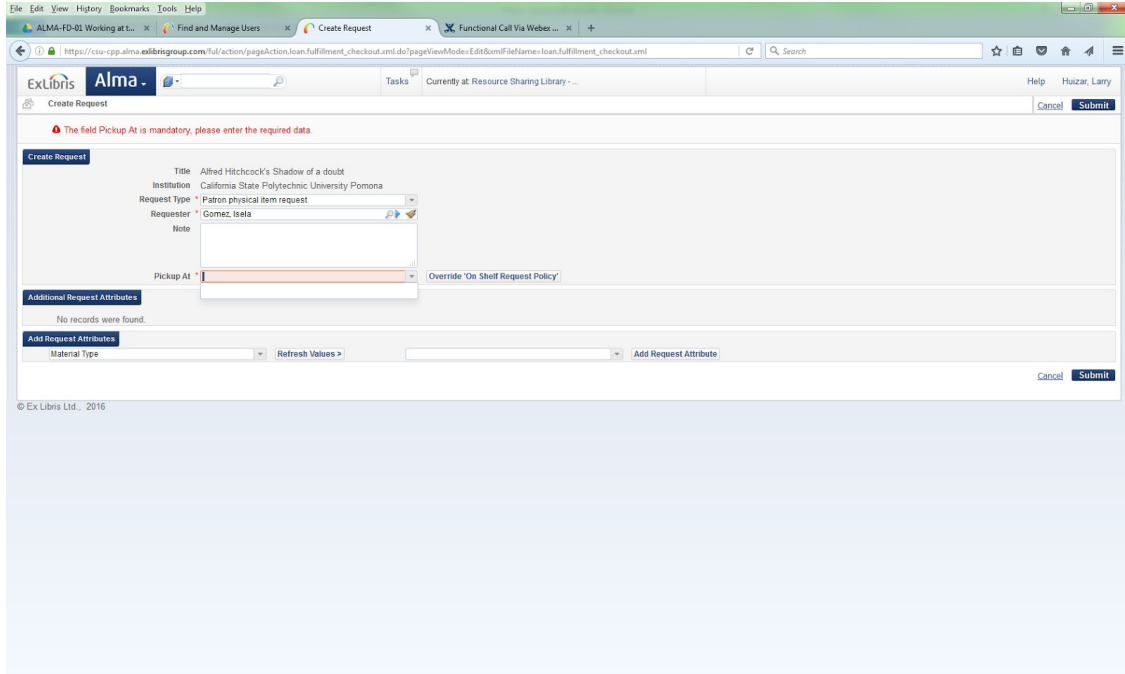 File Edit View History Bookmarks Tools Help
ALMA-FD-01 Working at t... × Find and Manage Users × Create Request × Functional Call Via Webex ... × +
https://csu-cpp.alma.exlibrisgroup.com/ful/action/pageAction.loan.fulfillment_checkout.xml.do?pageViewMode=Edit&xmlFileName=loan.fulfillment_checkout.xml Search
ExLibris Alma Tasks Currently at: Resource Sharing Library - ... Help Huizar, Larry
Create Request Cancel Submit
The field Pickup At is mandatory, please enter the required data.
Create Request
Title Alfred Hitchcock's Shadow of a doubt
Institution California State Polytechnic University Pomona
Request Type * Patron physical item request
Requester * Gomez, Isela
Note
Pickup At * Override 'On Shelf Request Policy'
Additional Request Attributes
No records were found.
Add Request Attributes
Material Type Refresh Values > Add Request Attribute
Cancel Submit
© Ex Libris Ltd., 2016